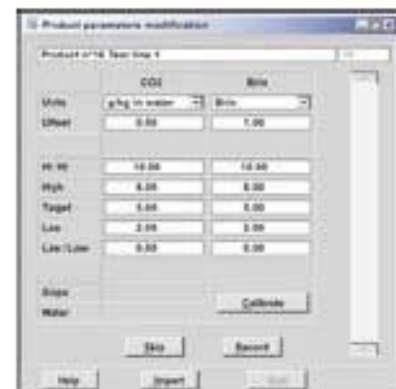 Product parameters modification
Product n°16 Test line 1
CO2 Brix
Units g/kg in water Brix
Offset 0.00 1.00
Hi Hi 10.00 10.00
High 8.00 8.00
Target 5.00 5.00
Low 2.00 2.00
Low / Low 0.00 0.00
Slope
Water Calibrate
Skip Record
Help Import